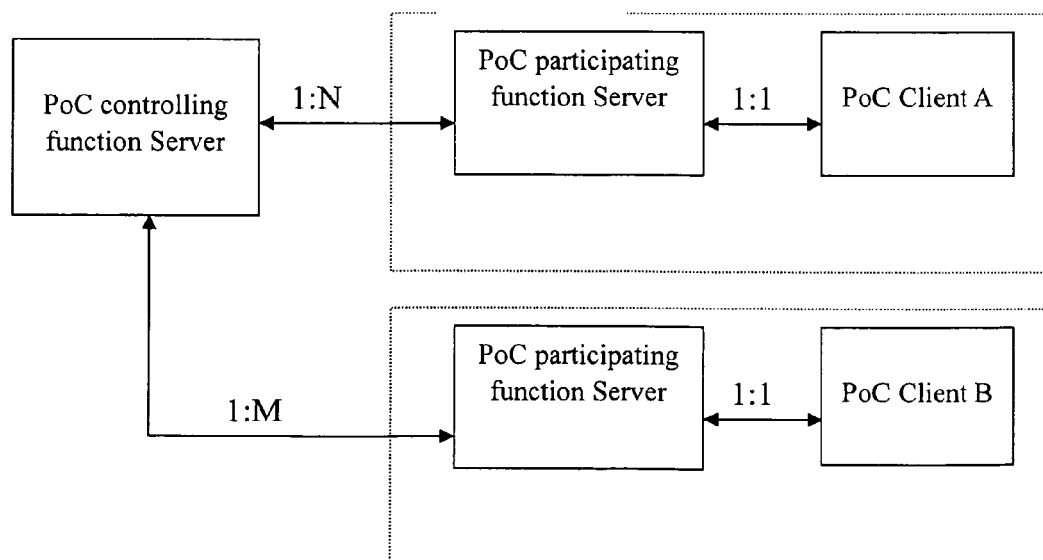 PoC controlling
function Server
1:N
PoC participating
function Server
1:1
PoC Client A
1:M
PoC participating
function Server
1:1
PoC Client B